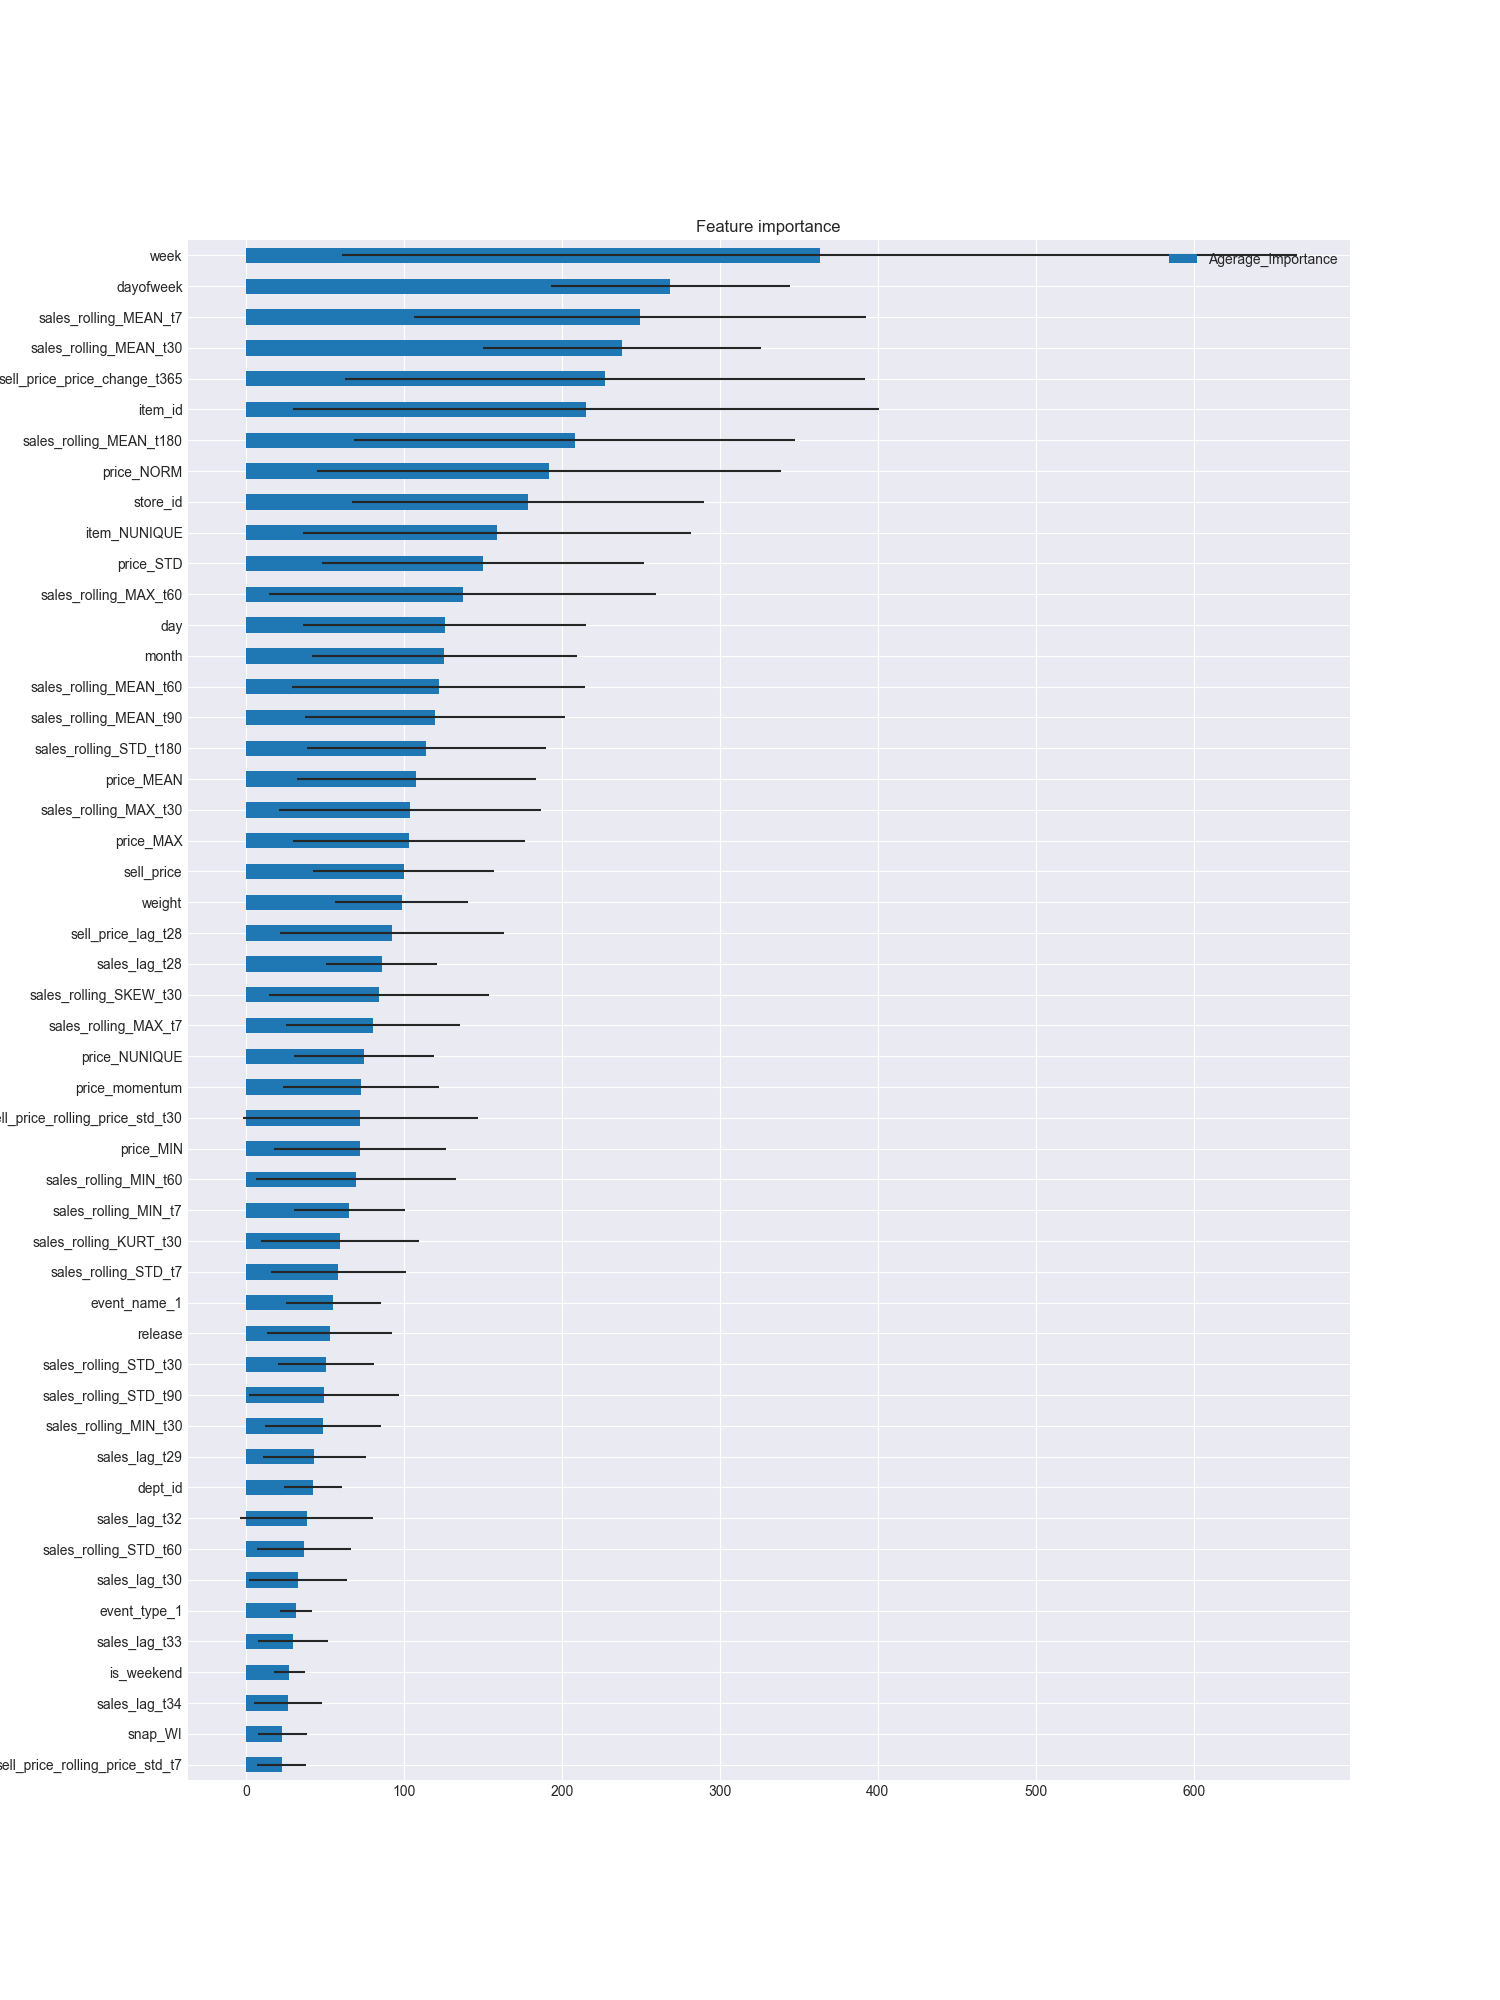 Feature importance
week
Agerage_importance
dayofweek
sales_rolling_MEAN_t7
sales_rolling_MEAN_t30
sell_price_price_change_t365
item_id
sales_rolling_MEAN_t180
price_NORM
store_id
item_NUNIQUE
price_STD
sales_rolling_MAX_t60
day
month
sales_rolling_MEAN_t60
sales_rolling_MEAN_t90
sales_rolling_STD_t180
price_MEAN
sales_rolling_MAX_t30
price_MAX
sell_price
weight
sell_price_lag_t28
sales_lag_t28
sales_rolling_SKEW_t30
sales_rolling_MAX_t7
price_NUNIQUE
price_momentum
ll_price_rolling_price_std_t30
price_MIN
sales_rolling_MIN_t60
sales_rolling_MIN_t7
sales_rolling_KURT_t30
sales_rolling_STD_t7
event_name_1
release
sales_rolling_STD_t30
sales_rolling_STD_t90
sales_rolling_MIN_t30
sales_lag_t29
dept_id
sales_lag_t32
sales_rolling_STD_t60
sales_lag_t30
event_type_1
sales_lag_t33
is_weekend
sales_lag_t34
snap_WI
sell_price_rolling_price_std_t7
0 100 200 300 400 500 600